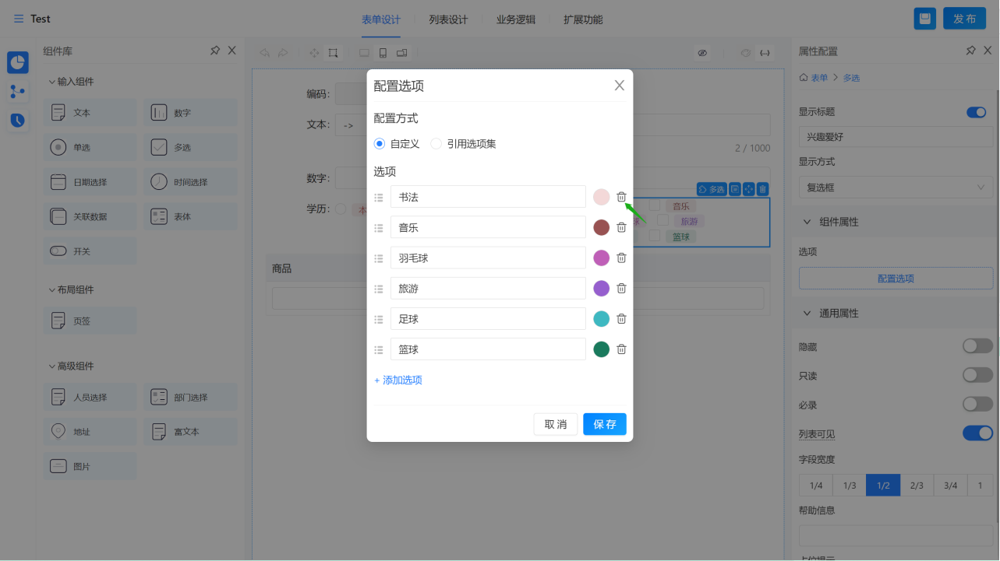 Test
表单设计
列表设计
业务逻辑
扩展功能
发 布
组件库
输入组件
文本
数字
单选
多选
日期选择
时间选择
关联数据
表体
开关
布局组件
页签
高级组件
人员选择
部门选择
地址
富文本
图片
编码:
文本:
->
2 / 1000
数字:
学历:
本
多选
音乐
球
旅游
篮球
商品
配置选项
配置方式
自定义
引用选项集
选项
书法
音乐
羽毛球
旅游
足球
篮球
+ 添加选项
取 消
保 存
属性配置
表单 > 多选
显示标题
兴趣爱好
显示方式
复选框
组件属性
选项
配置选项
通用属性
隐藏
只读
必录
列表可见
字段宽度
1/4
1/3
1/2
2/3
3/4
1
帮助信息